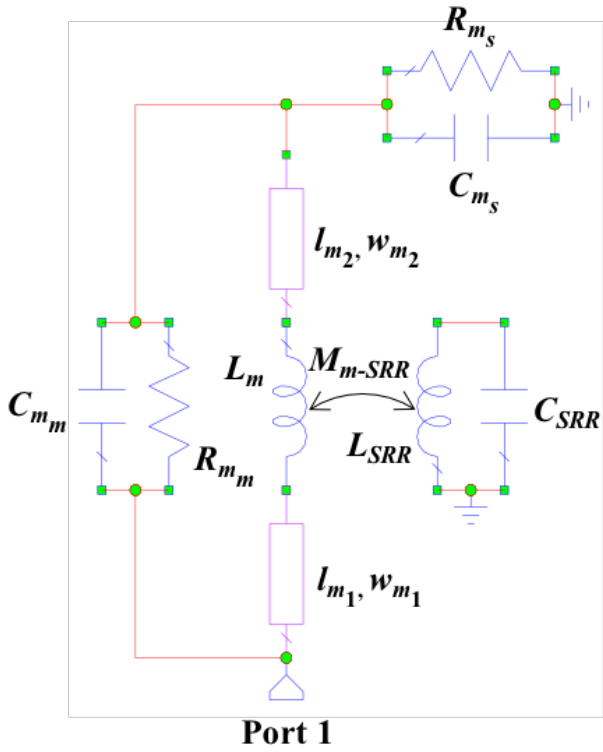 R_{m_s}
C_{m_s}
l_{m_2}, w_{m_2}
L_m
M_{m-SRR}
C_{m_m}
R_{m_m}
L_{SRR}
C_{SRR}
l_{m_1}, w_{m_1}
Port 1